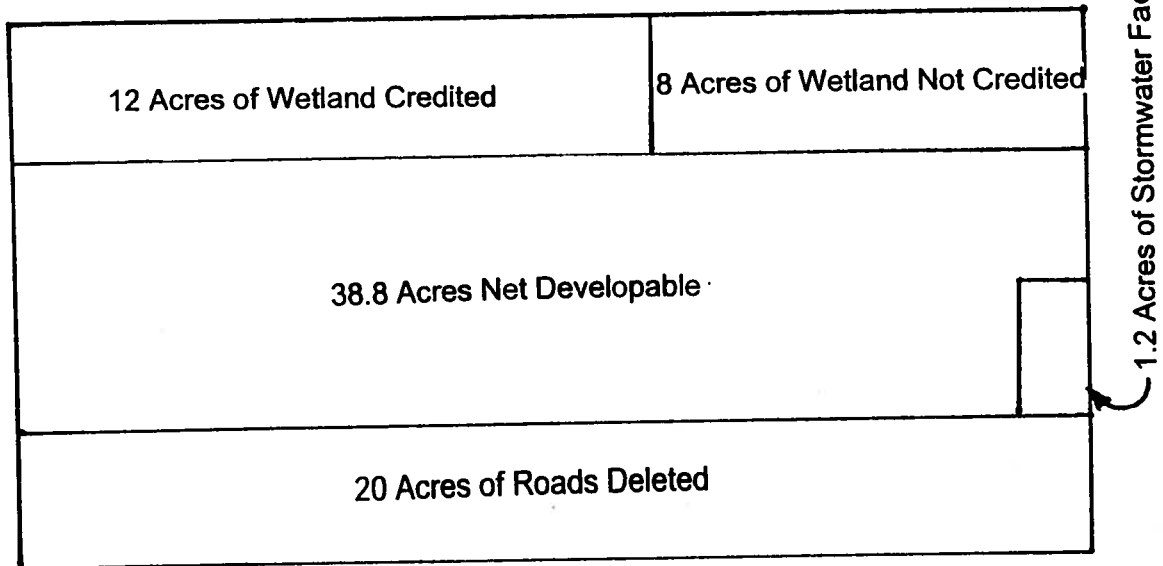 12 Acres of Wetland Credited
8 Acres of Wetland Not Credited
38.8 Acres Net Developable
1.2 Acres of Stormwater
20 Acres of Roads Deleted